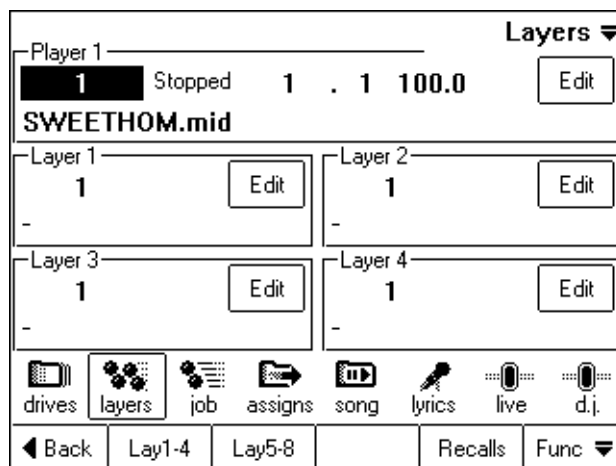 Layers
Player 1
1 Stopped 1 . 1 100.0 Edit
SWEETHOM.mid
Layer 1 Layer 2
1 Edit 1 Edit
-
Layer 3 Layer 4
1 Edit 1 Edit
- -
drives layers job assigns song lyrics live d.j.
Back Lay1-4 Lay5-8 Recalls Func